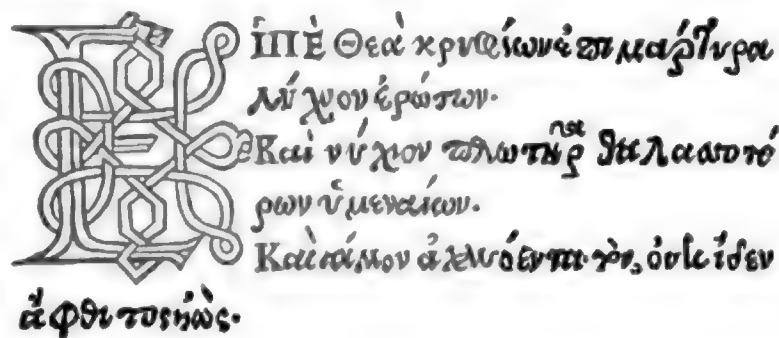 ΕἸΠῈ Θεὰ κρυφίων ἐπιμάρτυρα
λύχνον ἐρώτων.
Καὶ νύχιον πλωτῆρα θαλασσοπό
ρων ὑμεναίων.
Καὶ γάμον ἀχλυόεντα τὸν, οὐκ ἴδεν
ἄφθιτος ἠώς.